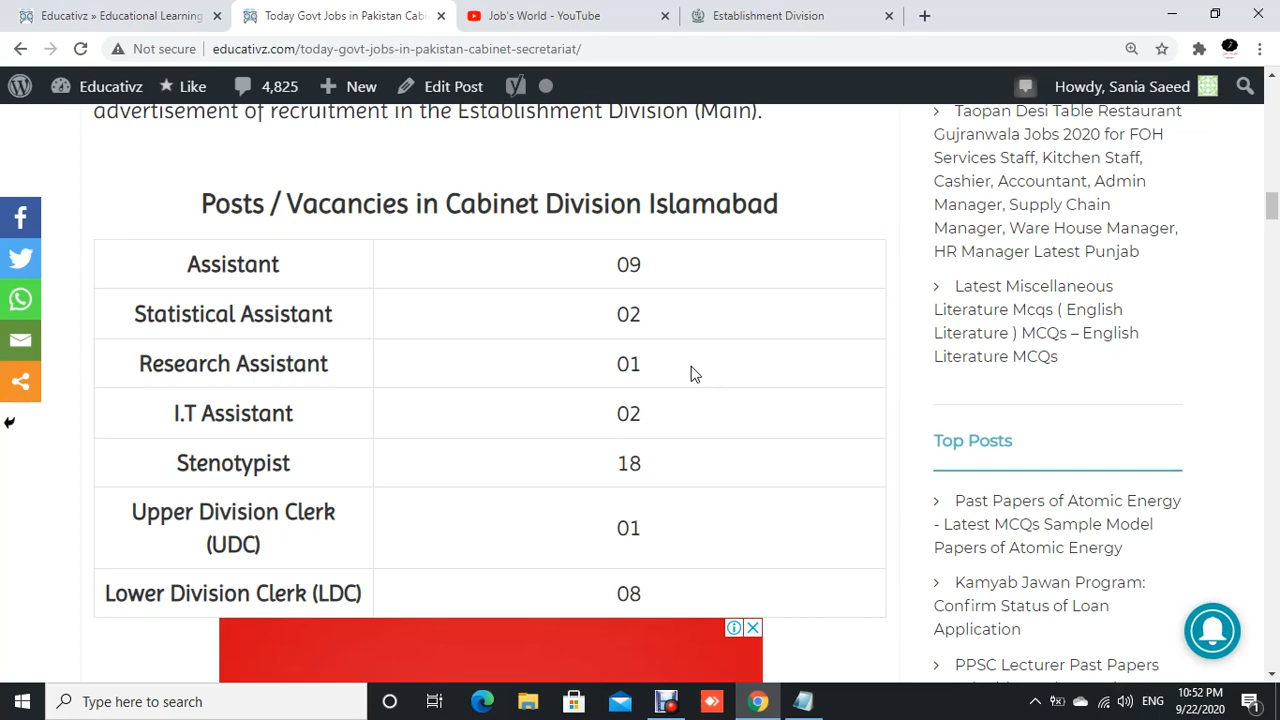 Educativz » Educational Learning
Today Govt Jobs in Pakistan Cabi
Job's World - YouTube
Establishment Division
Not secure
educativz.com/today-govt-jobs-in-pakistan-cabinet-secretariat/
Educativz
Like
4,825
New
Edit Post
Howdy, Sania Saeed
advertisement of recruitment in the Establishment Division (Main).
Posts / Vacancies in Cabinet Division Islamabad
Assistant 09
Statistical Assistant 02
Research Assistant 01
I.T Assistant 02
Stenotypist 18
Upper Division Clerk
(UDC) 01
Lower Division Clerk (LDC) 08
Taopan Desi Table Restaurant
Gujranwala Jobs 2020 for FOH
Services Staff, Kitchen Staff,
Cashier, Accountant, Admin
Manager, Supply Chain
Manager, Ware House Manager,
HR Manager Latest Punjab
Latest Miscellaneous
Literature Mcqs ( English
Literature ) MCQs – English
Literature MCQs
Top Posts
Past Papers of Atomic Energy
- Latest MCQs Sample Model
Papers of Atomic Energy
Kamyab Jawan Program:
Confirm Status of Loan
Application
PPSC Lecturer Past Papers
Type here to search
ENG
10:52 PM
9/22/2020
1